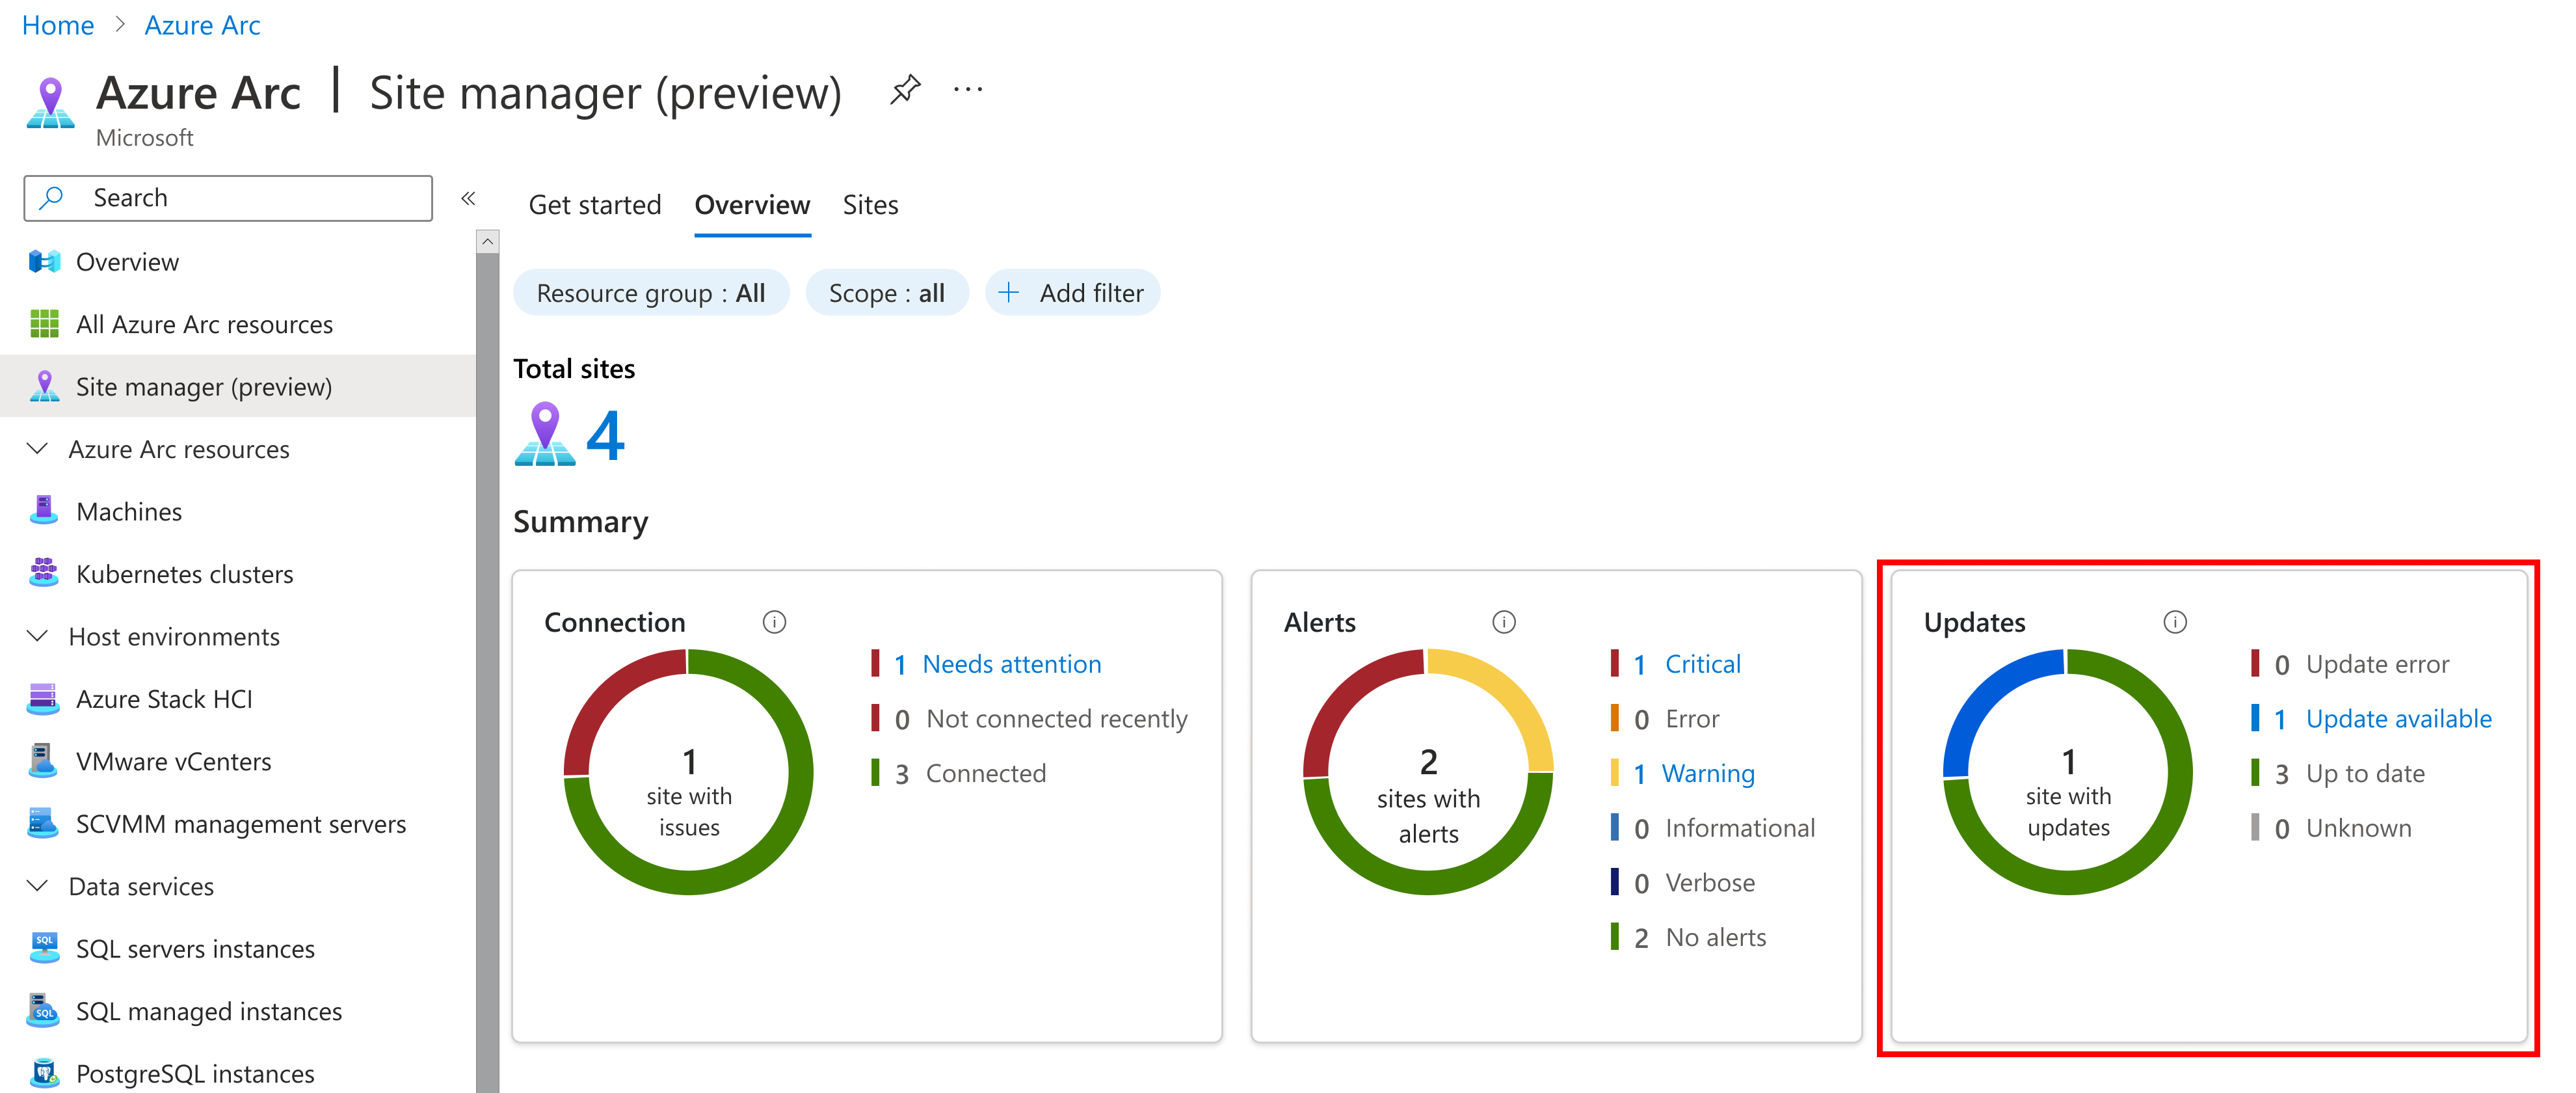 Home > Azure Arc
Azure Arc | Site manager (preview) ...
Microsoft
Search
«
Overview
All Azure Arc resources
Site manager (preview)
Azure Arc resources
Machines
Kubernetes clusters
Host environments
Azure Stack HCI
VMware vCenters
SCVMM management servers
Data services
SQL servers instances
SQL managed instances
PostgreSQL instances
Get started Overview Sites
Resource group : All Scope : all + Add filter
Total sites
4
Summary
Connection
1
site with
issues
1 Needs attention
0 Not connected recently
3 Connected
Alerts
2
sites with
alerts
1 Critical
0 Error
1 Warning
0 Informational
0 Verbose
2 No alerts
Updates
1
site with
updates
0 Update error
1 Update available
3 Up to date
0 Unknown